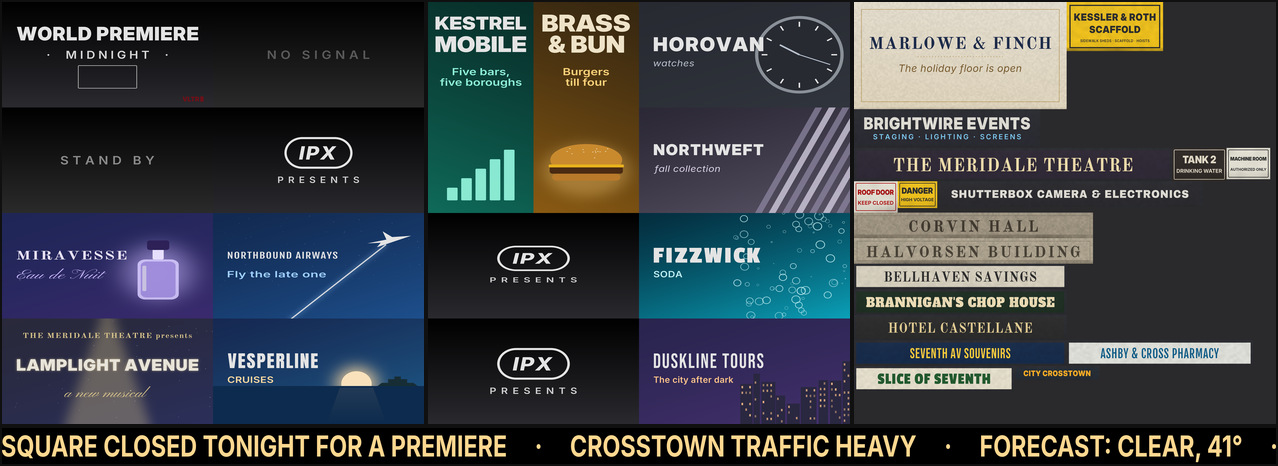 WORLD PREMIERE
· MIDNIGHT ·
NO SIGNAL
STAND BY
IPX
PRESENTS
MIRAVESSE
Eau de Nuit
NORTHBOUND AIRWAYS
Fly the late one
THE MERIDALE THEATRE presents
LAMPLIGHT AVENUE
a new musical
VESPERLINE
CRUISES
KESTREL
MOBILE
Five bars,
five boroughs
BRASS
& BUN
Burgers
till four
HOROVAN
watches
NORTHWEFT
fall collection
IPX
PRESENTS
FIZZWICK
SODA
IPX
PRESENTS
DUSKLINE TOURS
The city after dark
MARLOWE & FINCH
The holiday floor is open
KESSLER & ROTH
SCAFFOLD
SIDEWALK SHEDS · SCAFFOLD · HOISTS
BRIGHTWIRE EVENTS
STAGING · LIGHTING · SCREENS
THE MERIDALE THEATRE
TANK 2
DRINKING WATER
MACHINE ROOM
AUTHORIZED ONLY
ROOF DOOR
KEEP CLOSED
DANGER
HIGH VOLTAGE
SHUTTERBOX CAMERA & ELECTRONICS
CORVIN HALL
HALVORSEN BUILDING
BELLHAVEN SAVINGS
BRANNIGAN'S CHOP HOUSE
HOTEL CASTELLANE
SEVENTH AV SOUVENIRS
ASHBY & CROSS PHARMACY
SLICE OF SEVENTH
CITY CROSSTOWN
SQUARE CLOSED TONIGHT FOR A PREMIERE · CROSSTOWN TRAFFIC HEAVY · FORECAST: CLEAR, 41° ·